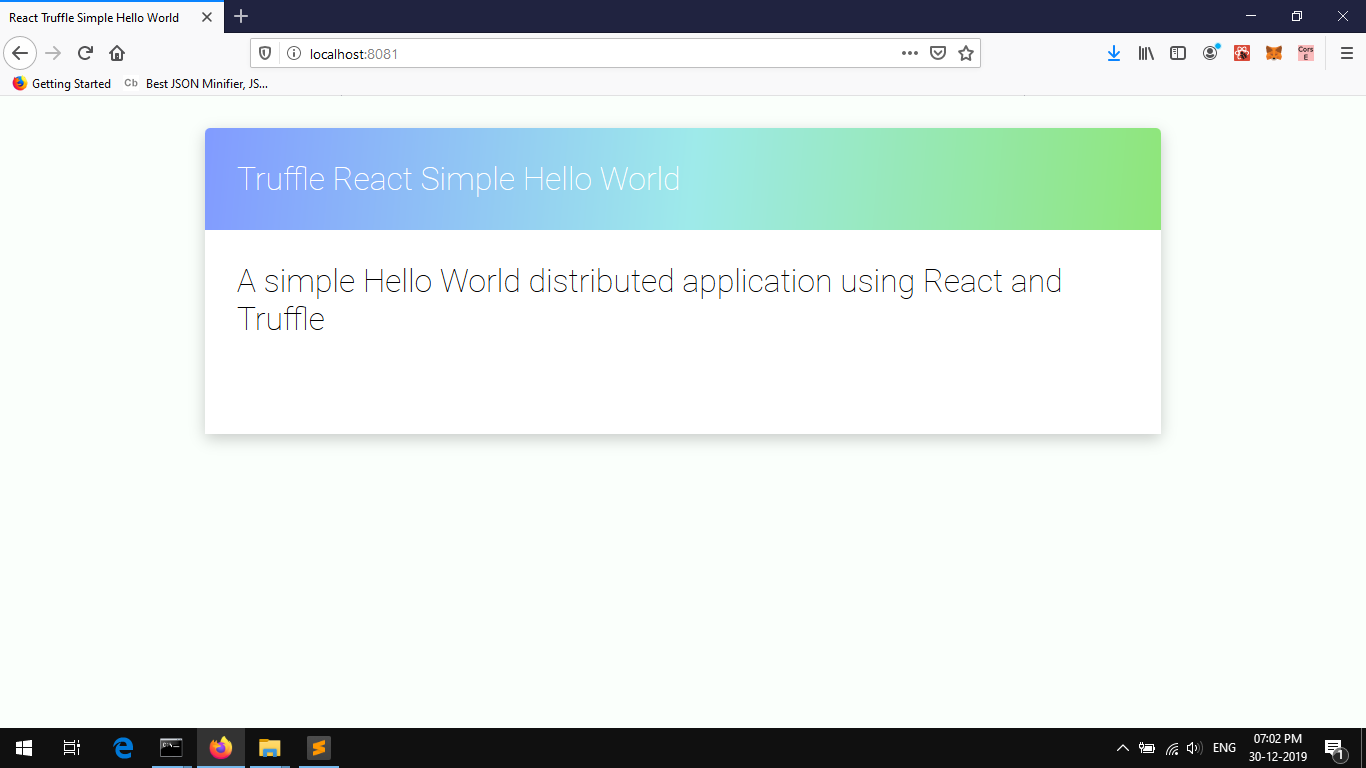 React Truffle Simple Hello World
localhost:8081
Cors
E
Getting Started
Cb
Best JSON Minifier, JS...
Truffle React Simple Hello World
A simple Hello World distributed application using React and
Truffle
ENG
07:02 PM
30-12-2019
1